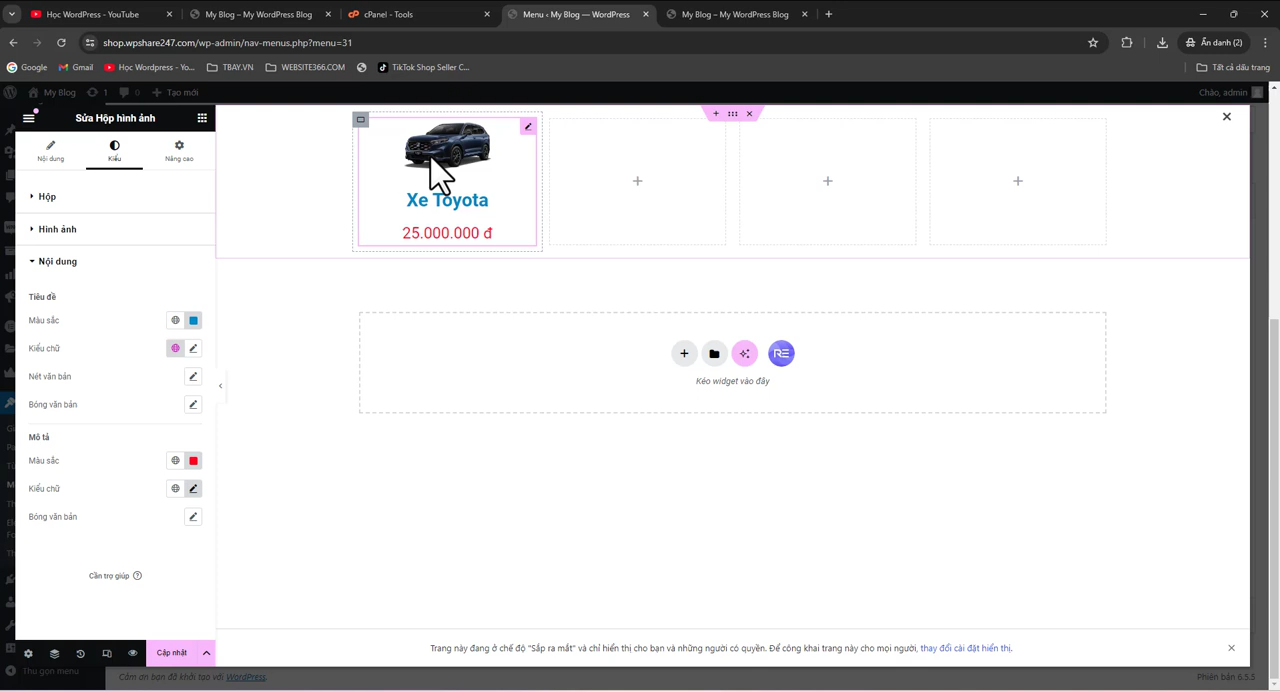 Học WordPress - YouTube
My Blog – My WordPress Blog
cPanel - Tools
Menu ‹ My Blog — WordPress
My Blog – My WordPress Blog
shop.wpshare247.com/wp-admin/nav-menus.php?menu=31
Ẩn danh (2)
Google
Gmail
Học Wordpress - Yo...
TBAY.VN
WEBSITE366.COM
TikTok Shop Seller C...
Tất cả dấu trang
My Blog
1
0
Tạo mới
Chào, admin
Sửa Hộp hình ảnh
Nội dung
Kiểu
Nâng cao
Hộp
Hình ảnh
Nội dung
Tiêu đề
Màu sắc
Kiểu chữ
Nét văn bản
Bóng văn bản
Mô tả
Màu sắc
Kiểu chữ
Bóng văn bản
Cần trợ giúp
Cập nhật
Xe Toyota
25.000.000 đ
RE
Kéo widget vào đây
Trang này đang ở chế độ "Sắp ra mắt" và chỉ hiển thị cho bạn và những người có quyền. Để công khai trang này cho mọi người, thay đổi cài đặt hiển thị.
Thu gọn menu
Cảm ơn bạn đã khởi tạo với WordPress.
Phiên bản 6.5.5